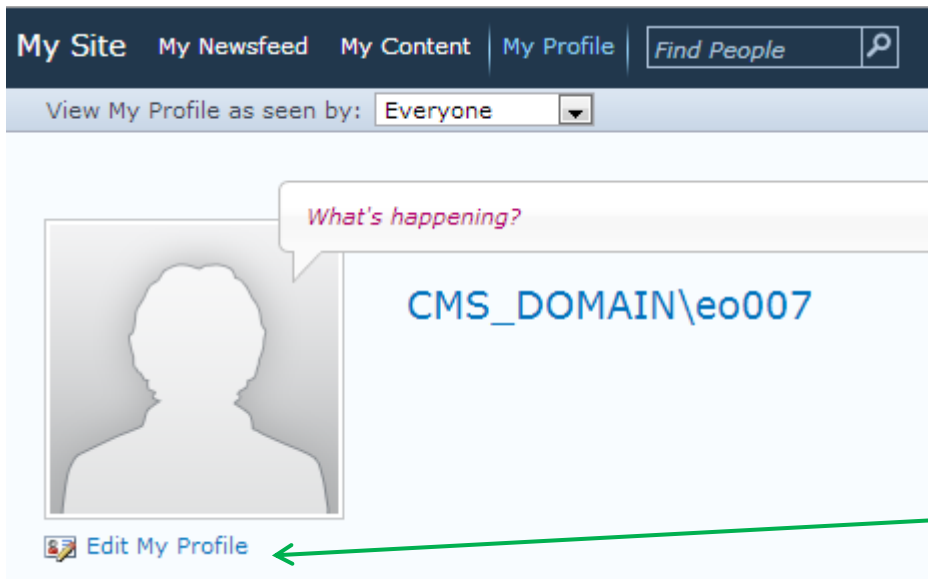 My Site My Newsfeed My Content My Profile Find People
View My Profile as seen by: Everyone
What's happening?
CMS_DOMAIN\eo007
Edit My Profile